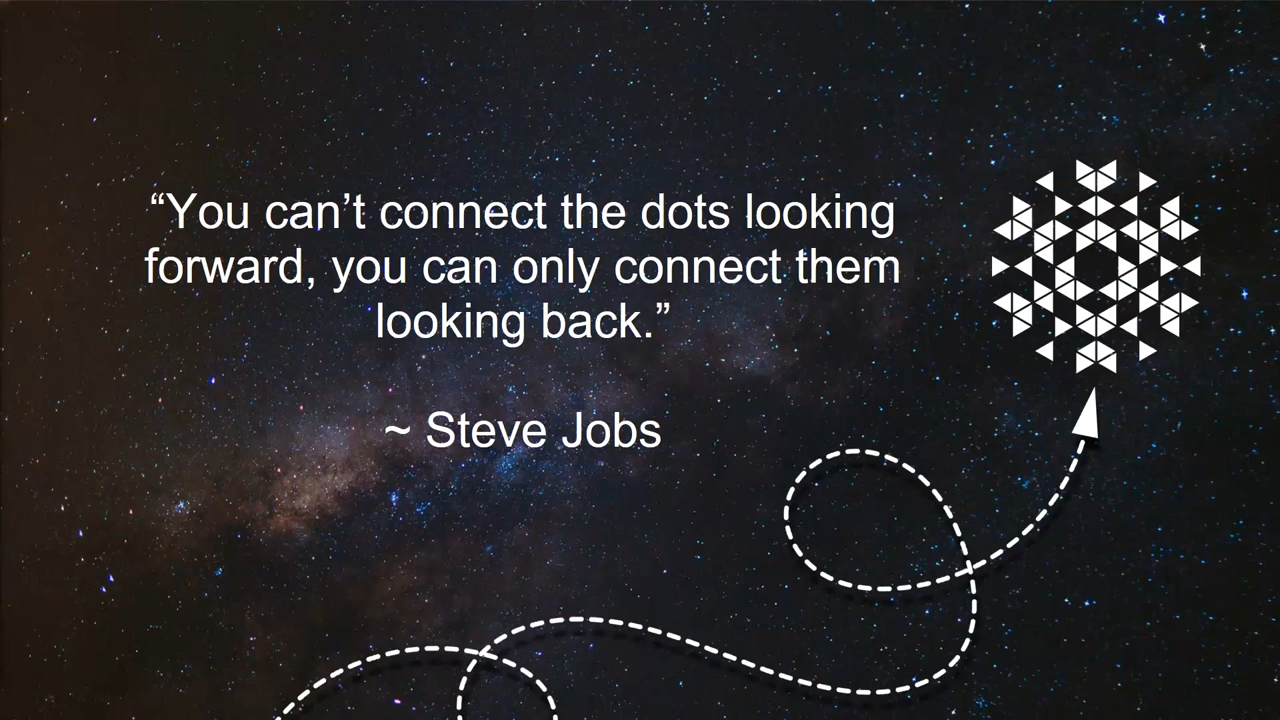 “You can’t connect the dots looking
forward, you can only connect them
looking back.”
~ Steve Jobs